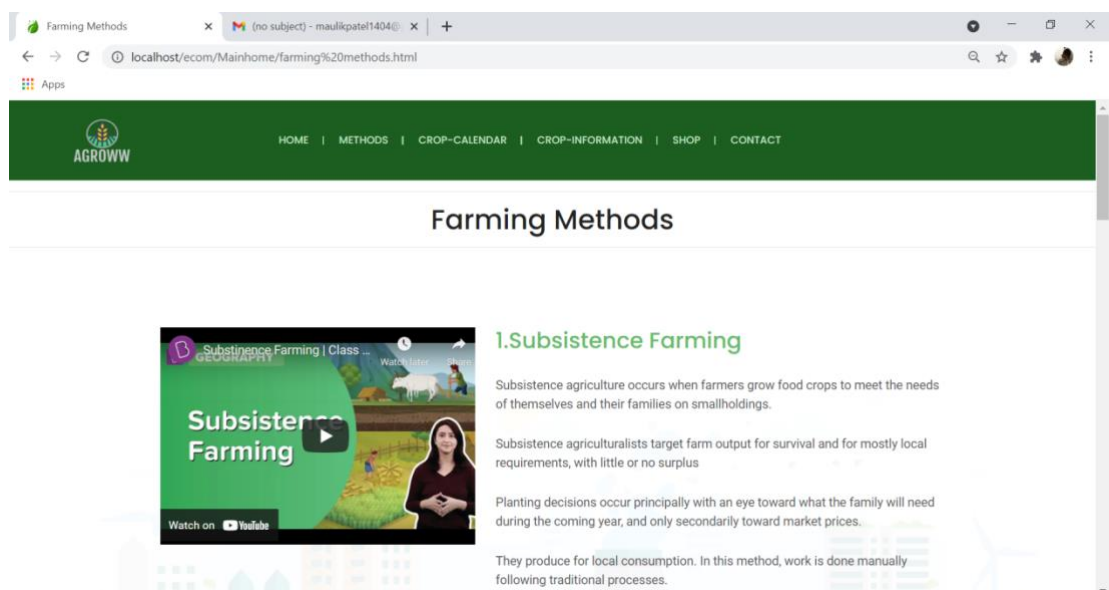 Farming Methods
(no subject) - maulikpatel1404@
localhost/ecom/Mainhome/farming%20methods.html
Apps
AGROWW
HOME | METHODS | CROP-CALENDAR | CROP-INFORMATION | SHOP | CONTACT
Farming Methods
Substinence Farming | Class ...
GEOGRAPHY
Watch later
Share
Subsistence
Farming
Watch on YouTube
1.Subsistence Farming
Subsistence agriculture occurs when farmers grow food crops to meet the needs
of themselves and their families on smallholdings.
Subsistence agriculturalists target farm output for survival and for mostly local
requirements, with little or no surplus
Planting decisions occur principally with an eye toward what the family will need
during the coming year, and only secondarily toward market prices.
They produce for local consumption. In this method, work is done manually
following traditional processes.